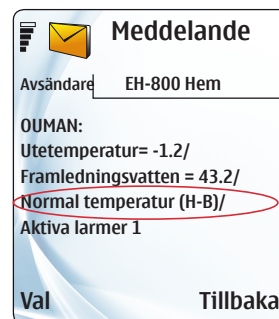 Meddelande
Avsändare EH-800 Hem
OUMAN:
Utetemperatur= -1.2/
Framledningsvatten = 43.2/
Normal temperatur (H-B)/
Aktiva larmer 1
Val Tillbaka